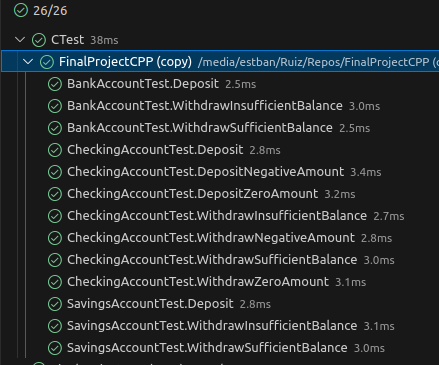 26/26
CTest 38ms
FinalProjectCPP (copy) /media/estban/Ruiz/Repos/FinalProjectCPP (c
BankAccountTest.Deposit 2.5ms
BankAccountTest.WithdrawInsufficientBalance 3.0ms
BankAccountTest.WithdrawSufficientBalance 2.5ms
CheckingAccountTest.Deposit 2.8ms
CheckingAccountTest.DepositNegativeAmount 3.4ms
CheckingAccountTest.DepositZeroAmount 3.2ms
CheckingAccountTest.WithdrawInsufficientBalance 2.7ms
CheckingAccountTest.WithdrawNegativeAmount 2.8ms
CheckingAccountTest.WithdrawSufficientBalance 3.0ms
CheckingAccountTest.WithdrawZeroAmount 3.1ms
SavingsAccountTest.Deposit 2.8ms
SavingsAccountTest.WithdrawInsufficientBalance 3.1ms
SavingsAccountTest.WithdrawSufficientBalance 3.0ms